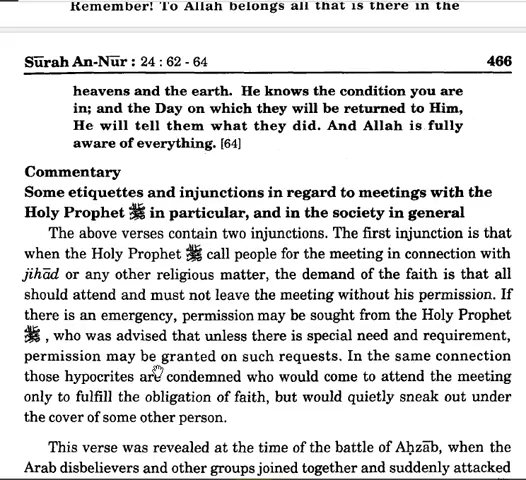 Remember! To Allah belongs all that is there in the
Sūrah An-Nūr : 24 : 62 - 64 466
heavens and the earth. He knows the condition you are
in; and the Day on which they will be returned to Him,
He will tell them what they did. And Allah is fully
aware of everything. [64]
Commentary
Some etiquettes and injunctions in regard to meetings with the
Holy Prophet ﷺ in particular, and in the society in general
The above verses contain two injunctions. The first injunction is that
when the Holy Prophet ﷺ call people for the meeting in connection with
jihād or any other religious matter, the demand of the faith is that all
should attend and must not leave the meeting without his permission. If
there is an emergency, permission may be sought from the Holy Prophet
ﷺ , who was advised that unless there is special need and requirement,
permission may be granted on such requests. In the same connection
those hypocrites are condemned who would come to attend the meeting
only to fulfill the obligation of faith, but would quietly sneak out under
the cover of some other person.
This verse was revealed at the time of the battle of Aḥzāb, when the
Arab disbelievers and other groups joined together and suddenly attacked